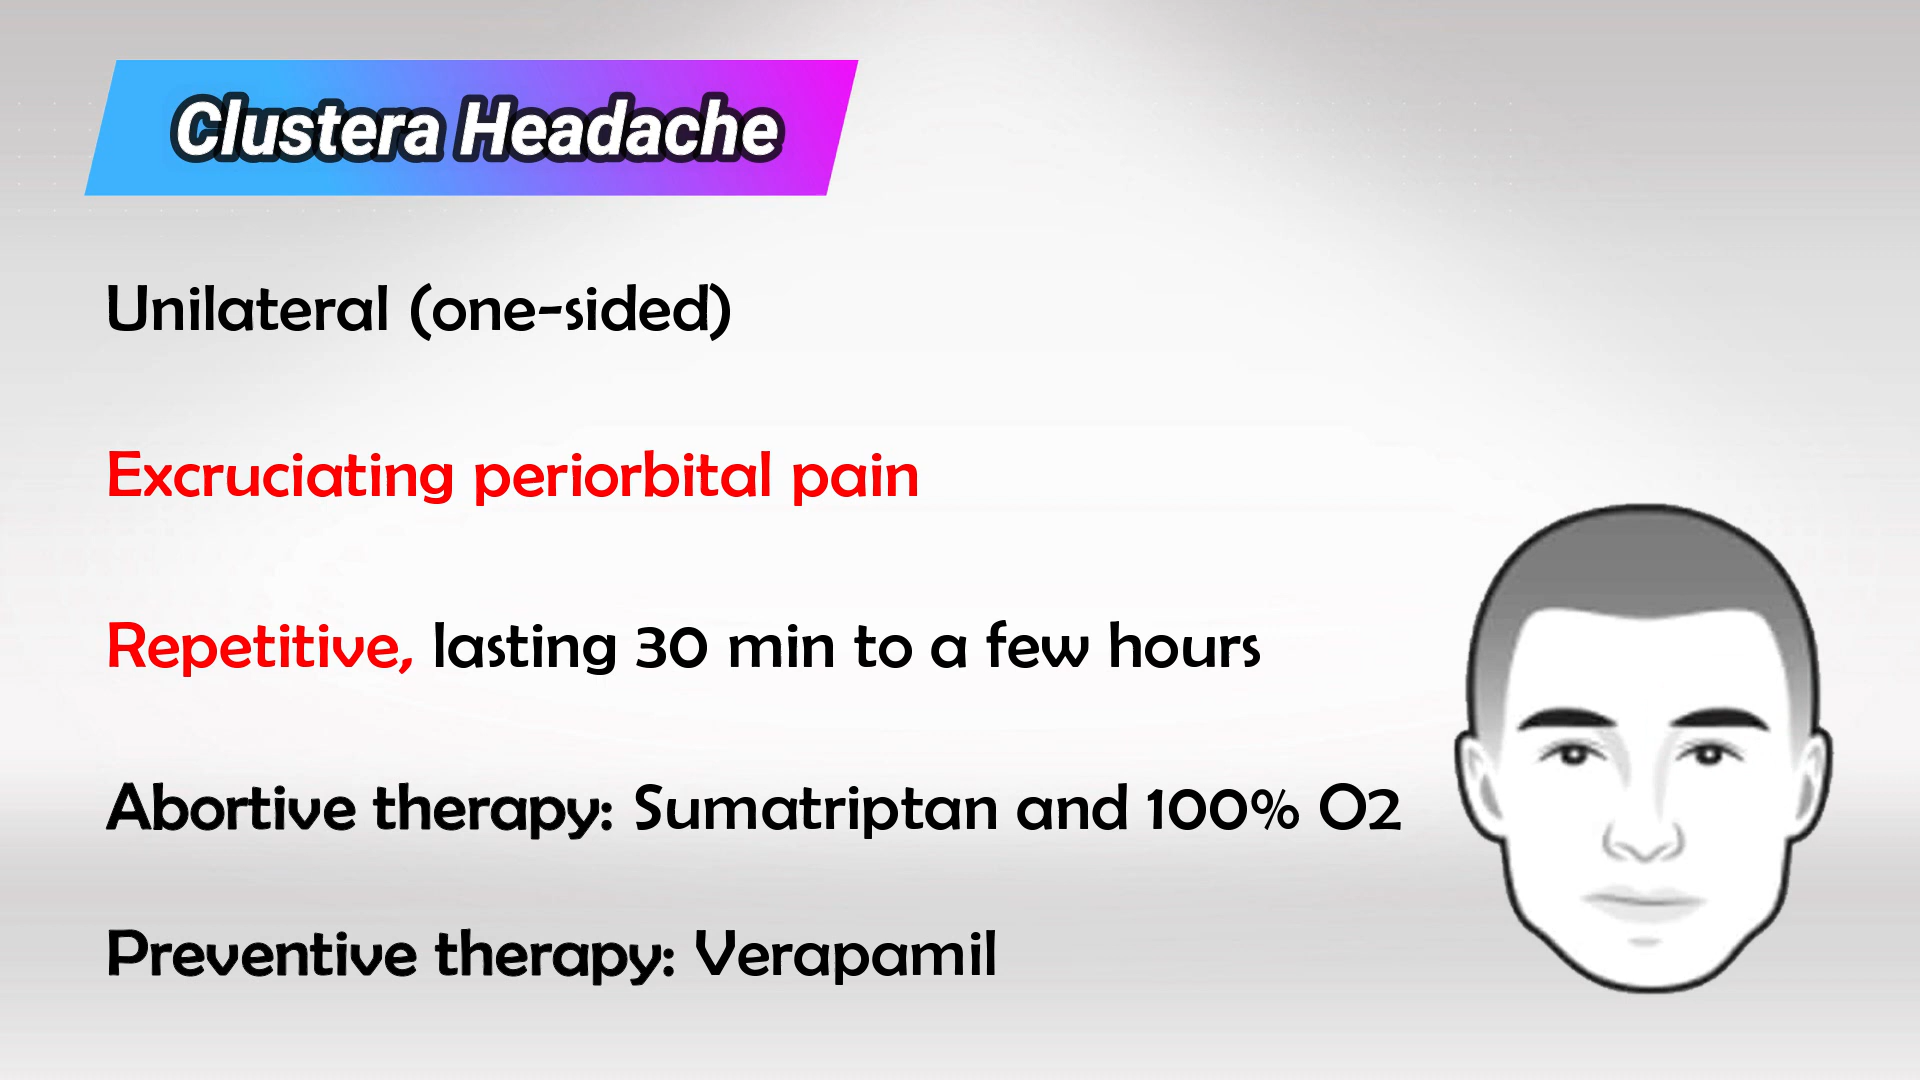 Clustera Headache
Unilateral (one-sided)
Excruciating periorbital pain
Repetitive, lasting 30 min to a few hours
Abortive therapy: Sumatriptan and 100% O2
Preventive therapy: Verapamil